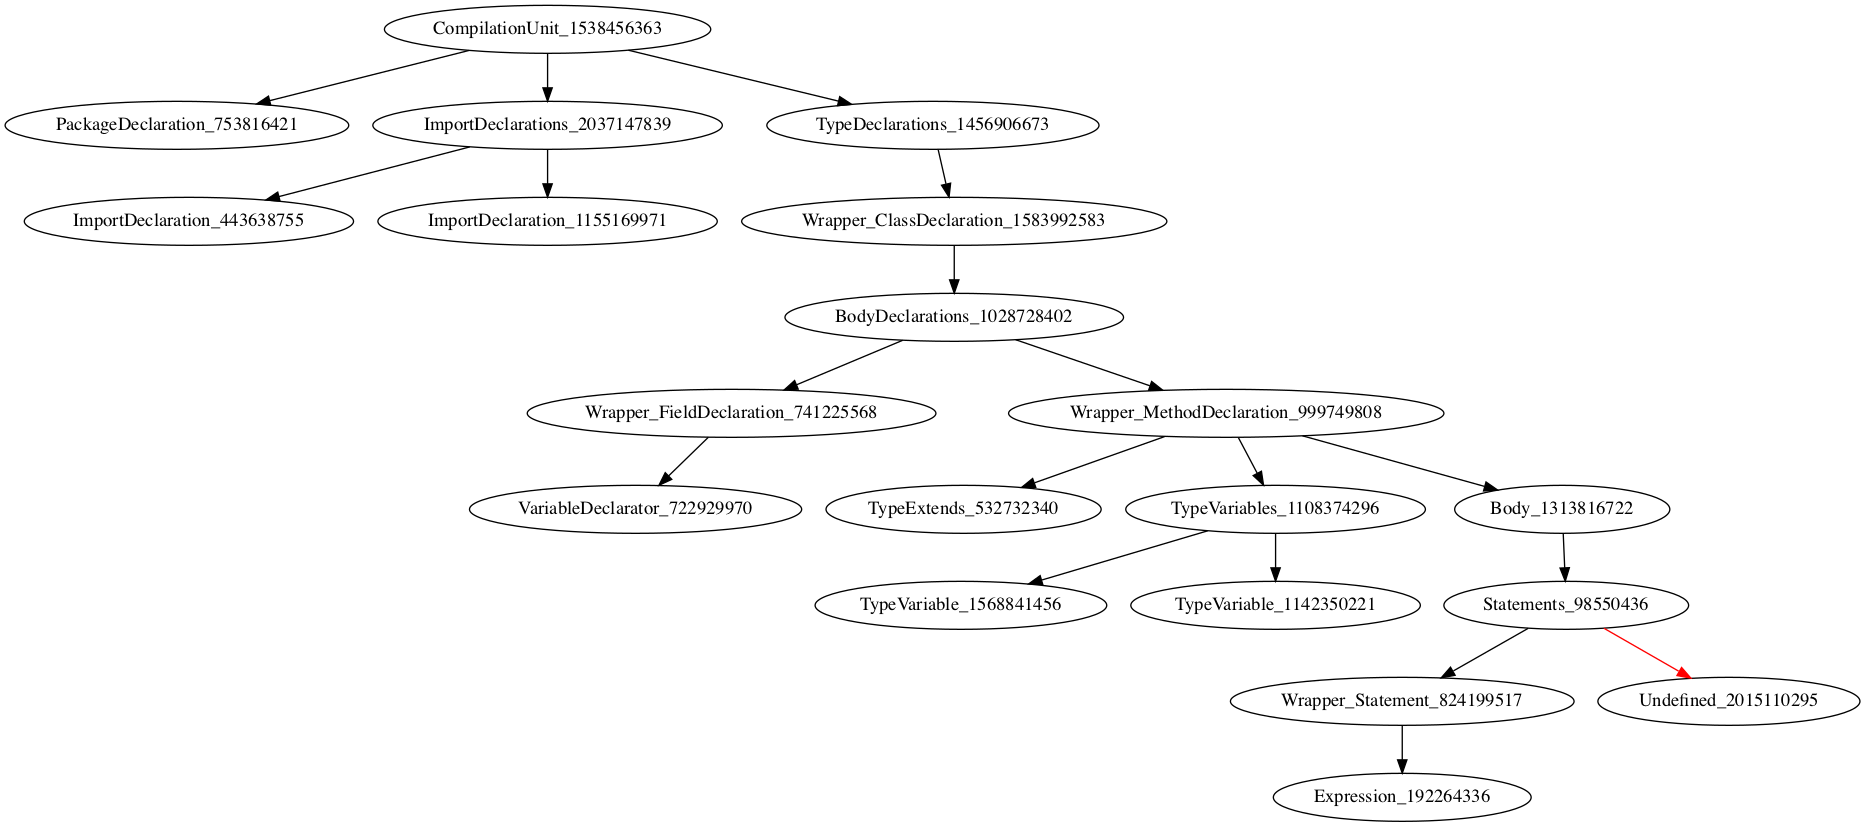 CompilationUnit_1538456363
PackageDeclaration_753816421
ImportDeclarations_2037147839
TypeDeclarations_1456906673
ImportDeclaration_443638755
ImportDeclaration_1155169971
Wrapper_ClassDeclaration_1583992583
BodyDeclarations_1028728402
Wrapper_FieldDeclaration_741225568
Wrapper_MethodDeclaration_999749808
VariableDeclarator_722929970
TypeExtends_532732340
TypeVariables_1108374296
Body_1313816722
TypeVariable_1568841456
TypeVariable_1142350221
Statements_98550436
Wrapper_Statement_824199517
Undefined_2015110295
Expression_192264336